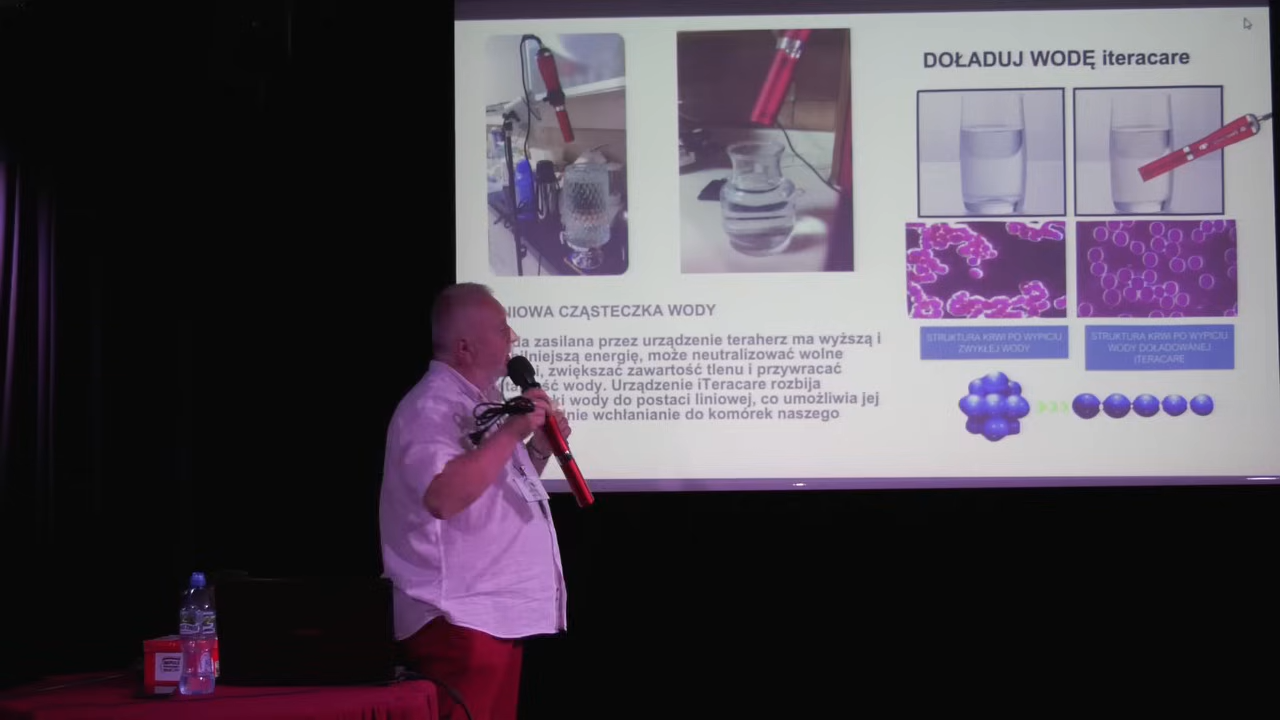 DOŁADUJ WODĘ iteracare
NIOWA CZĄSTECZKA WODY
da zasilana przez urządzenie teraherz ma wyższą i
silniejszą energię, może neutralizować wolne
i, zwiększać zawartość tlenu i przywracać
ść wody. Urządzenie iTeracare rozbija
ki wody do postaci liniowej, co umożliwia jej
nie wchłanianie do komórek naszego
STRUKTURA KRWI PO WYPICIU
ZWYKŁEJ WODY
STRUKTURA KRWI PO WYPICIU
WODY DOŁADOWANEJ
ITERACARE